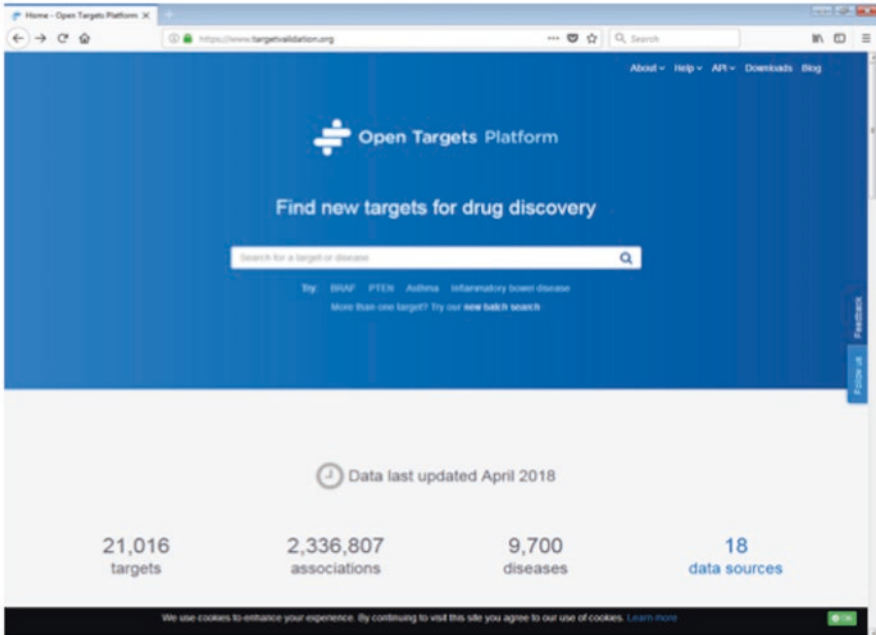 Home - Open Targets Platform
https://www.targetvalidation.org
Search
About Help API Downloads Blog
Open Targets Platform
Find new targets for drug discovery
Search for a target or disease
Try: BRAF PTEN Asthma Inflammatory bowel disease
More than one target? Try our new batch search
Feedback
Follow us
Data last updated April 2018
21,016 2,336,807 9,700 18
targets associations diseases data sources
We use cookies to enhance your experience. By continuing to visit this site you agree to our use of cookies. Learn more
OK